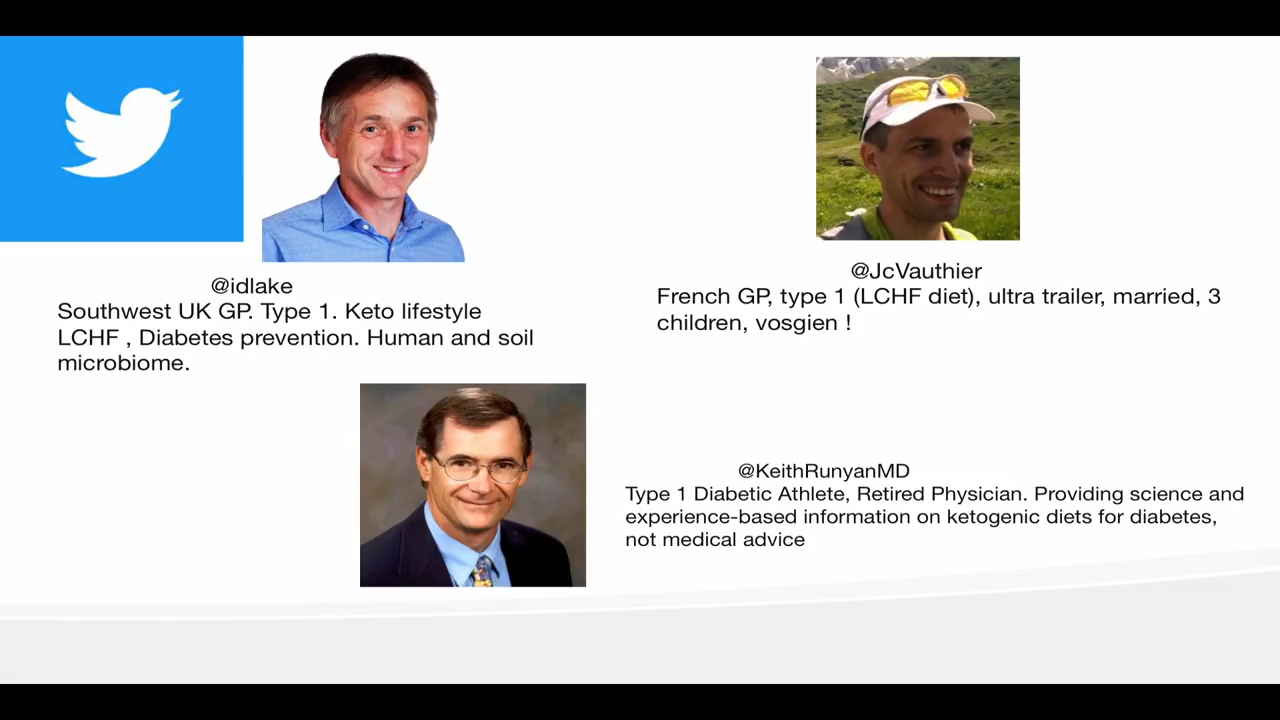 @idlake
Southwest UK GP. Type 1. Keto lifestyle
LCHF , Diabetes prevention. Human and soil
microbiome.
@JcVauthier
French GP, type 1 (LCHF diet), ultra trailer, married, 3
children, vosgien !
@KeithRunyanMD
Type 1 Diabetic Athlete, Retired Physician. Providing science and
experience-based information on ketogenic diets for diabetes,
not medical advice